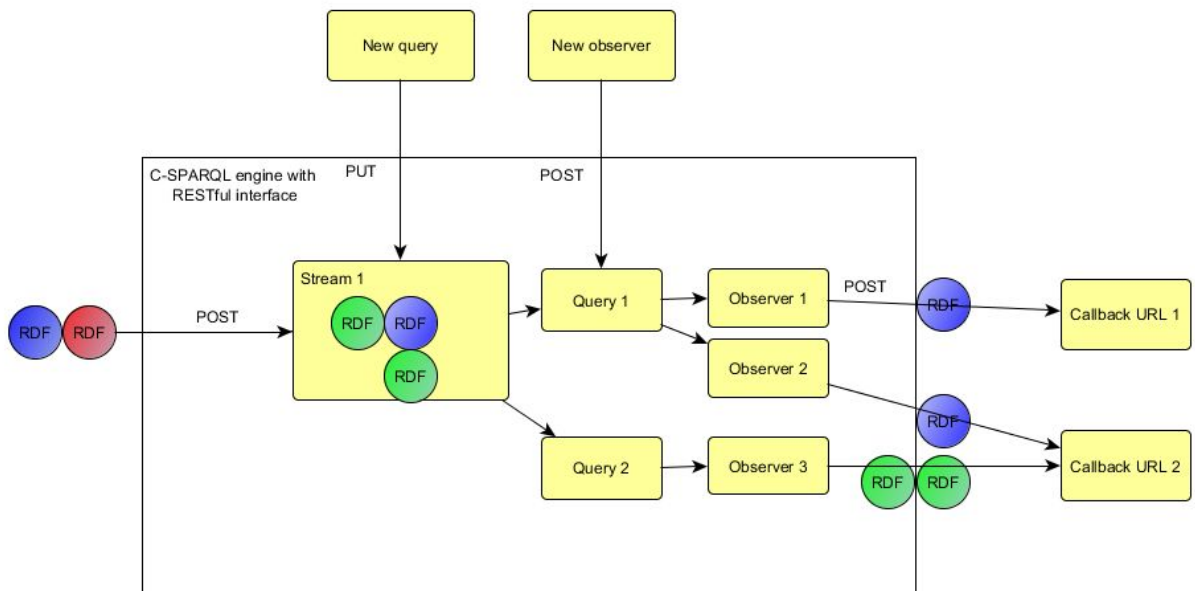 New query
New observer
C-SPARQL engine with
RESTful interface
PUT
POST
Stream 1
RDF
RDF
RDF
RDF
RDF
POST
Query 1
Observer 1
POST
RDF
Callback URL 1
Observer 2
RDF
Query 2
Observer 3
RDF
RDF
Callback URL 2